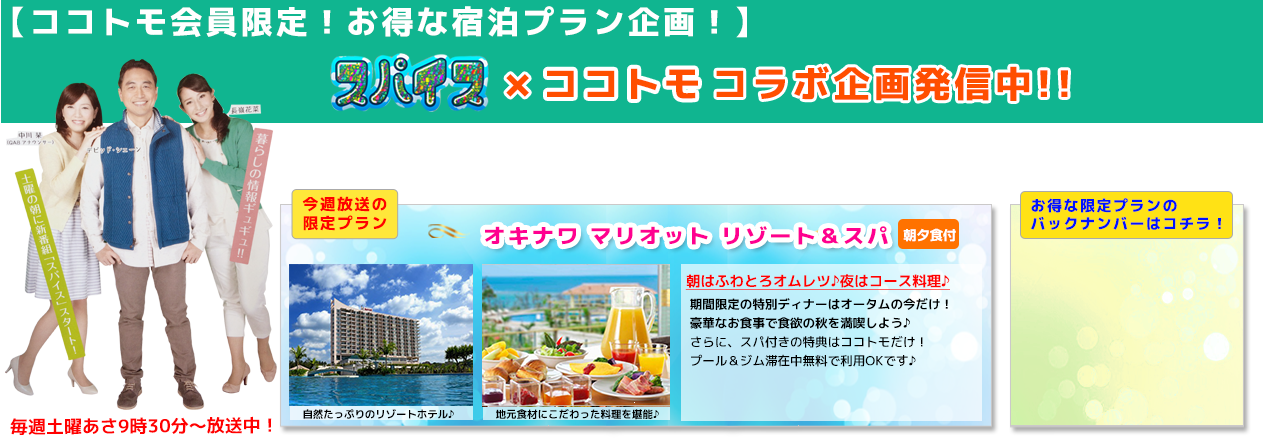 【ココトモ会員限定！お得な宿泊プラン企画！】
スパイス × ココトモ コラボ企画発信中!!
長嶺花菜
中川 栞
(QABアナウンサー)
デビッド・シェーン
暮らしの情報ギュギュ!!
土曜の朝に新番組「スパイス」スタート!
毎週土曜あさ9時30分～放送中！
今週放送の
限定プラン
オキナワ マリオット リゾート＆スパ 朝夕食付
自然たっぷりのリゾートホテル♪
地元食材にこだわった料理を堪能♪
朝はふわとろオムレツ♪夜はコース料理♪
期間限定の特別ディナーはオータムの今だけ！
豪華なお食事で食欲の秋を満喫しよう♪
さらに、スパ付きの特典はココトモだけ！
プール＆ジム滞在中無料で利用OKです♪
お得な限定プランの
バックナンバーはコチラ！